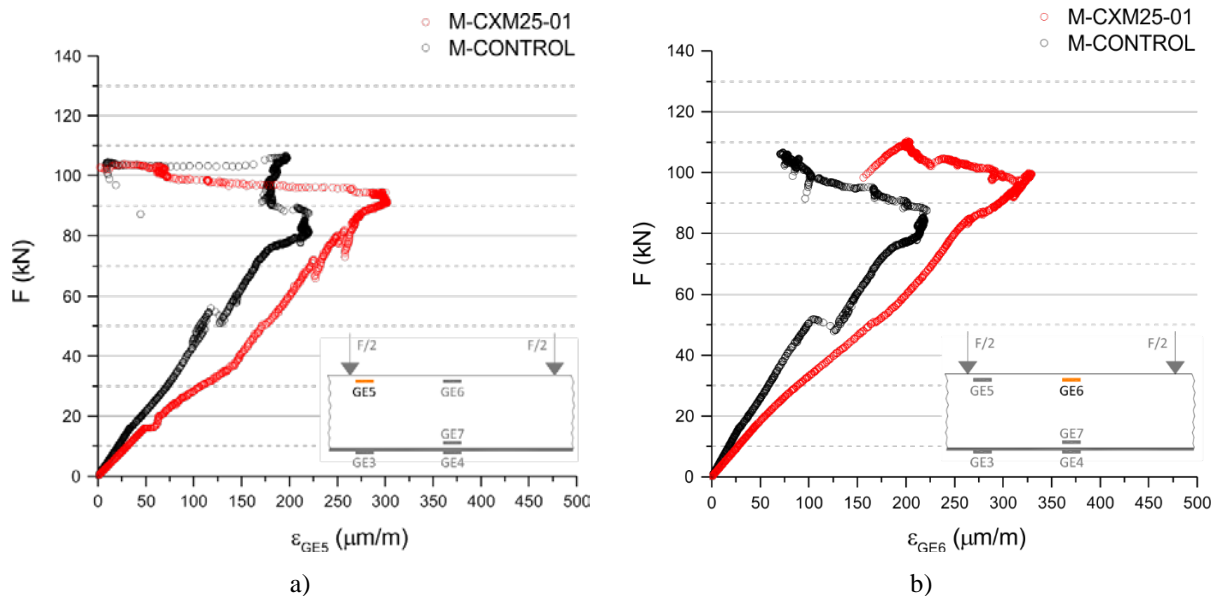 M-CXM25-01
M-CONTROL
140
120
100
80
60
40
20
0
F (kN)
F/2
F/2
GE5
GE6
GE7
GE3
GE4
0 50 100 150 200 250 300 350 400 450 500
εGE5 (μm/m)
a)
M-CXM25-01
M-CONTROL
140
120
100
80
60
40
20
0
F (kN)
F/2
F/2
GE5
GE6
GE7
GE3
GE4
0 50 100 150 200 250 300 350 400 450 500
εGE6 (μm/m)
b)